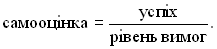 самооцінка = успіх / рівень вимог.